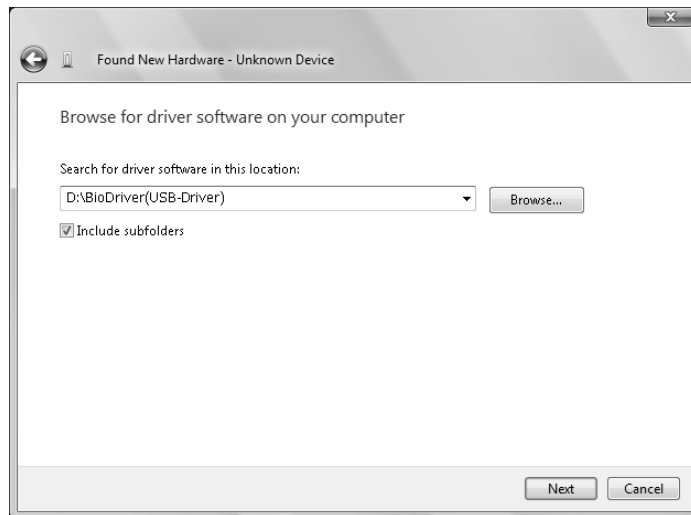 Found New Hardware - Unknown Device
Browse for driver software on your computer
Search for driver software in this location:
D:\BioDriver(USB-Driver)
Browse...
Include subfolders
Next
Cancel